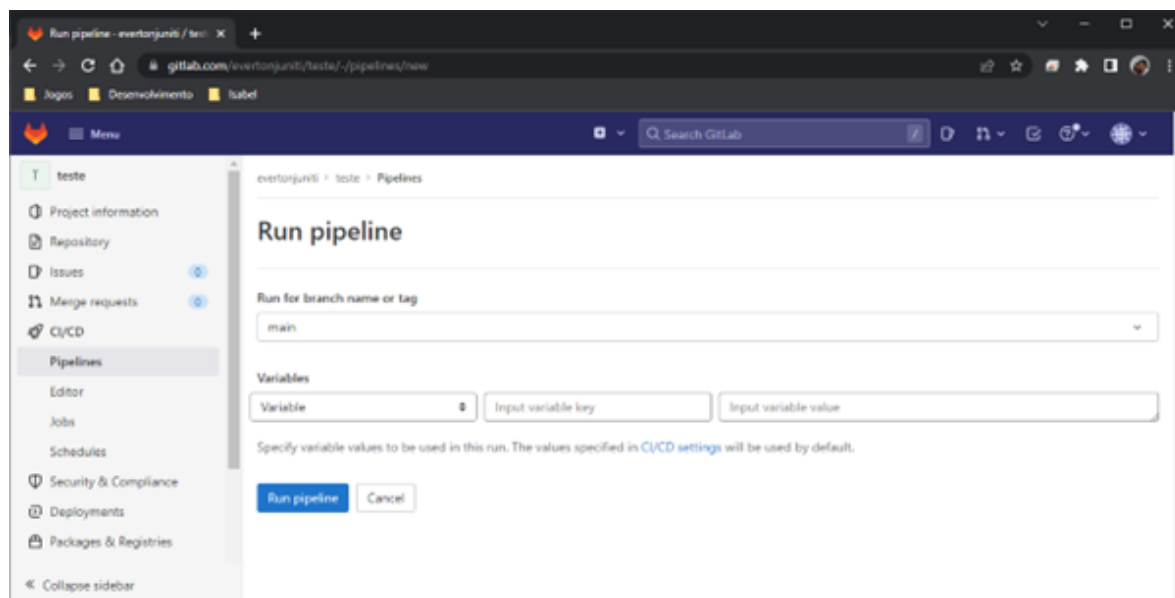 Run pipeline - evertonjuniti / test
gitlab.com/evertonjuniti/teste/-/pipelines/new
Jogos Desenvolvimento Isabel
Menu
Search GitLab
/
T teste
Project information
Repository
Issues 0
Merge requests 0
CI/CD
Pipelines
Editor
Jobs
Schedules
Security & Compliance
Deployments
Packages & Registries
Collapse sidebar
evertonjuniti > teste > Pipelines
Run pipeline
Run for branch name or tag
main
Variables
Variable Input variable key Input variable value
Specify variable values to be used in this run. The values specified in CI/CD settings will be used by default.
Run pipeline Cancel